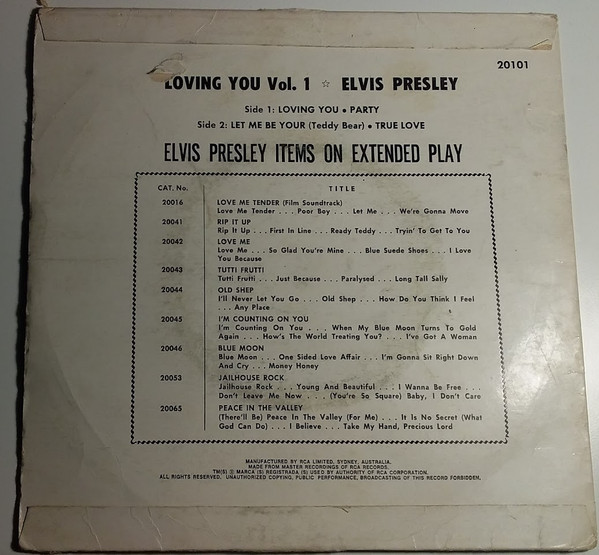 20101
LOVING YOU Vol. 1 ☆ ELVIS PRESLEY
Side 1: LOVING YOU • PARTY
Side 2: LET ME BE YOUR (Teddy Bear) • TRUE LOVE
ELVIS PRESLEY ITEMS ON EXTENDED PLAY
CAT. No. TITLE
20016 LOVE ME TENDER (Film Soundtrack)
Love Me Tender . . . Poor Boy . . . Let Me . . . We're Gonna Move
20041 RIP IT UP
Rip It Up . . . First In Line . . . Ready Teddy . . . Tryin' To Get To You
20042 LOVE ME
Love Me . . . So Glad You're Mine . . . Blue Suede Shoes . . . I Love
You Because
20043 TUTTI FRUTTI
Tutti Frutti . . . Just Because . . . Paralysed . . . Long Tall Sally
20044 OLD SHEP
I'll Never Let You Go . . . Old Shep . . . How Do You Think I Feel
. . . Any Place
20045 I'M COUNTING ON YOU
I'm Counting On You . . . When My Blue Moon Turns To Gold
Again . . . How's The World Treating You? . . . I've Got A Woman
20046 BLUE MOON
Blue Moon . . . One Sided Love Affair . . . I'm Gonna Sit Right Down
And Cry . . . Money Honey
20053 JAILHOUSE ROCK
Jailhouse Rock . . . Young And Beautiful . . . I Wanna Be Free . . .
Don't Leave Me Now . . . (You're So Square) Baby, I Don't Care
20065 PEACE IN THE VALLEY
(There'll Be) Peace In The Valley (For Me) . . . It Is No Secret (What
God Can Do) . . . I Believe . . . Take My Hand, Precious Lord
MANUFACTURED BY RCA LIMITED, SYDNEY, AUSTRALIA.
MADE FROM MASTER RECORDINGS OF RCA RECORDS.
TM(S) ® MARCA (S) REGISTRADA (S) USED BY AUTHORITY OF RCA CORPORATION.
ALL RIGHTS RESERVED. UNAUTHORIZED COPYING, PUBLIC PERFORMANCE, BROADCASTING OF THIS RECORD FORBIDDEN.